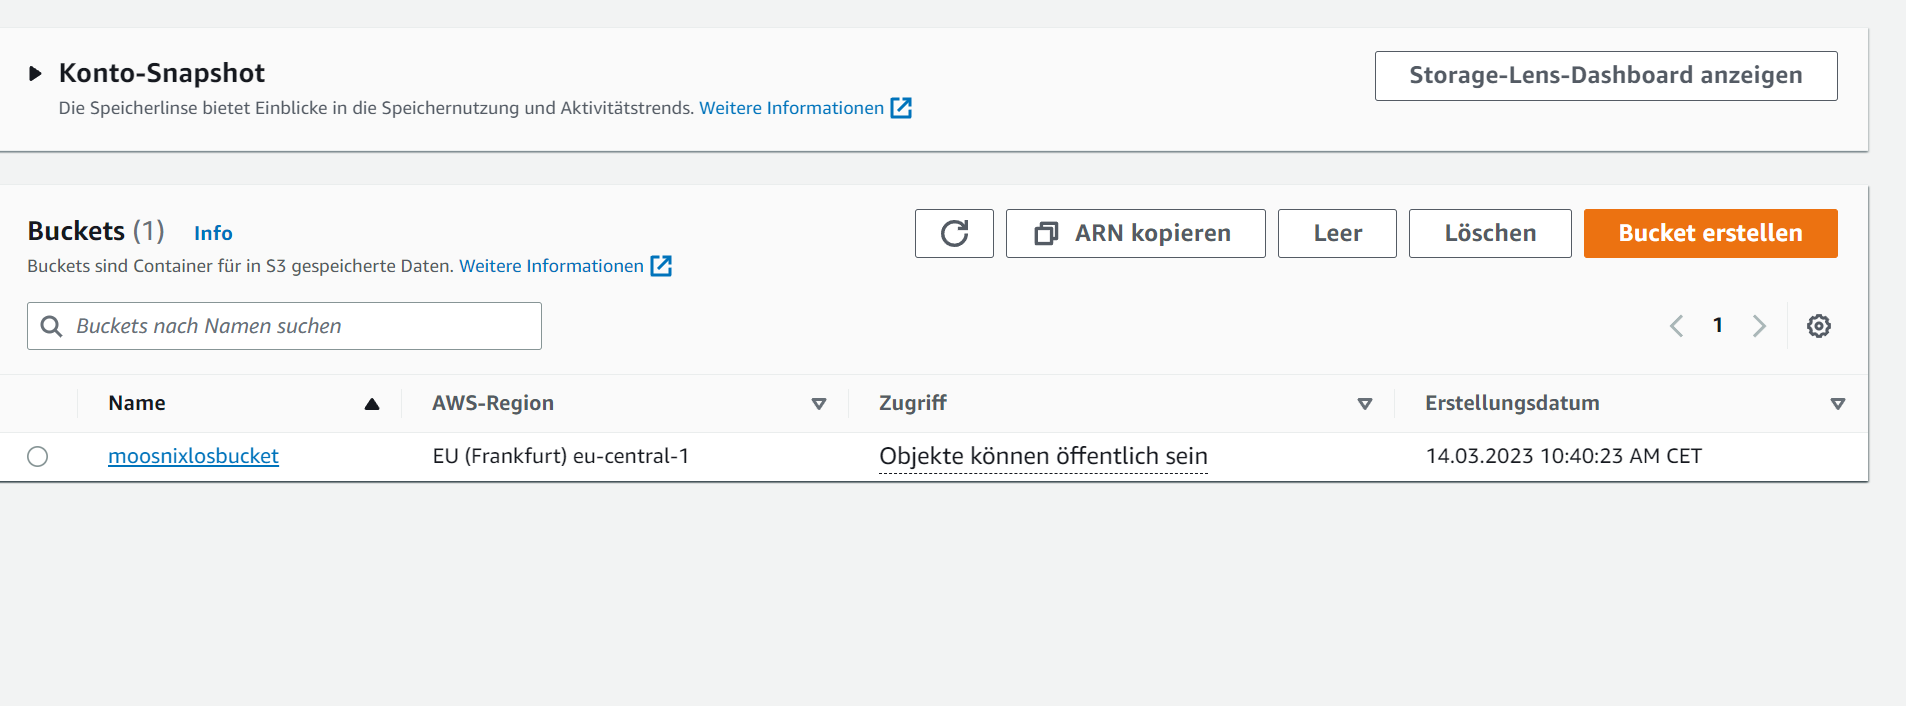 Konto-Snapshot
Storage-Lens-Dashboard anzeigen
Die Speicherlinse bietet Einblicke in die Speichernutzung und Aktivitätstrends. Weitere Informationen
Buckets (1) Info
ARN kopieren Leer Löschen Bucket erstellen
Buckets sind Container für in S3 gespeicherte Daten. Weitere Informationen
Buckets nach Namen suchen
1
Name AWS-Region Zugriff Erstellungsdatum
moosnixlosbucket EU (Frankfurt) eu-central-1 Objekte können öffentlich sein 14.03.2023 10:40:23 AM CET